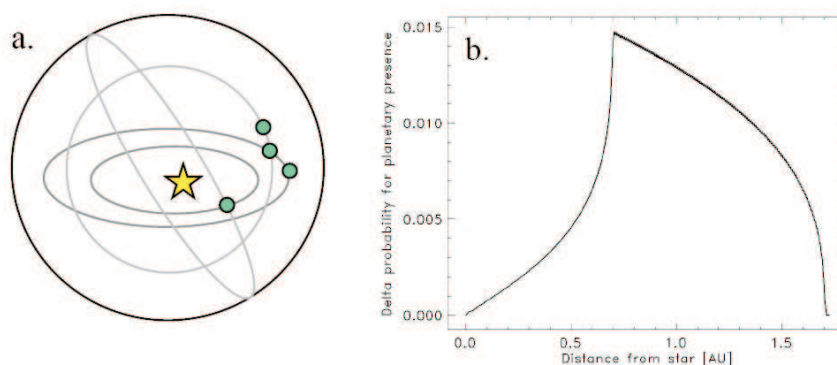 a.
b.
Delta probability for planetary presence
0.015
0.010
0.005
0.000
0.0 0.5 1.0 1.5
Distance from star [AU]